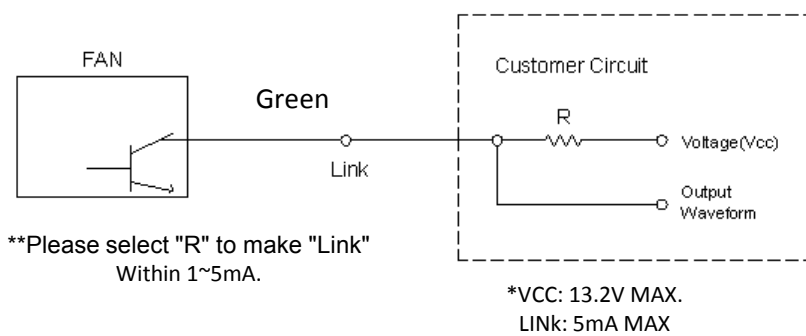 FAN
Customer Circuit
Green
R
Voltage(Vcc)
Link
Output
Waveform
**Please select "R" to make "Link"
Within 1~5mA.
*VCC: 13.2V MAX.
LINk: 5mA MAX